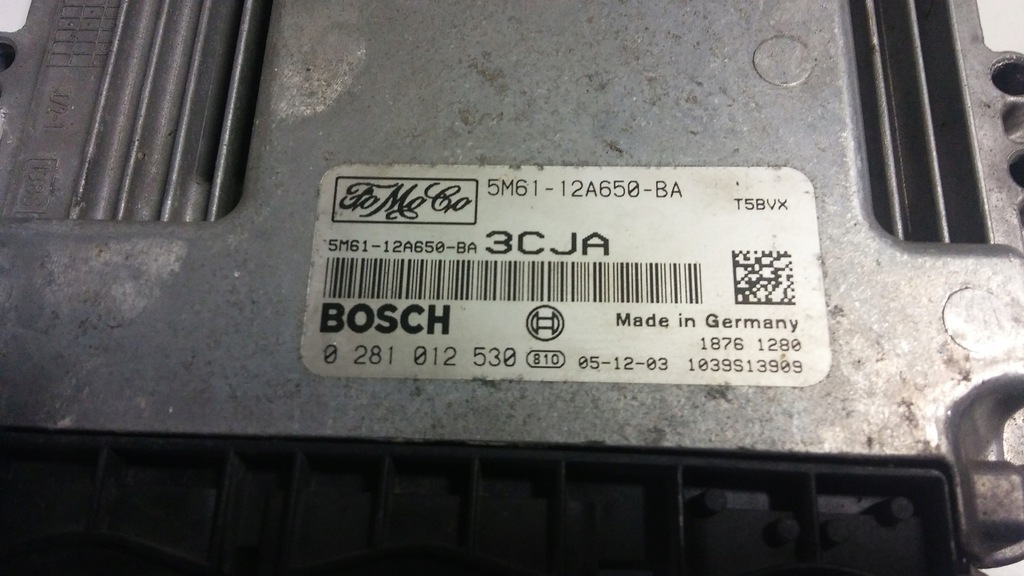 FoMoCo 5M61-12A650-BA
T5BVX
5M61-12A650-BA 3CJA
BOSCH
Made in Germany
1876 1280
0 281 012 530 810 05-12-03 1039S13909